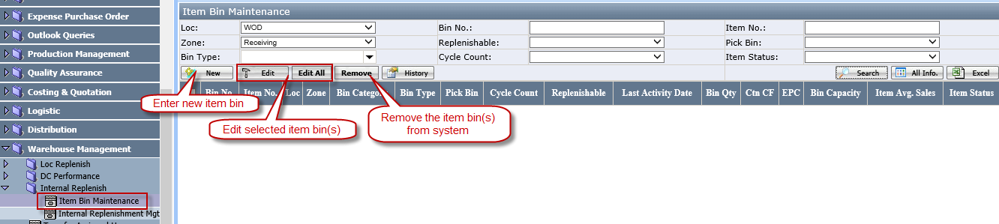 Expense Purchase Order
Outlook Queries
Production Management
Quality Assurance
Costing & Quotation
Logistic
Distribution
Warehouse Management
Loc Replenish
DC Performance
Internal Replenish
Item Bin Maintenance
Internal Replenishment Mgt
Item Bin Maintenance
Loc: WOD Bin No.: Item No.:
Zone: Receiving Replenishable: Pick Bin:
Bin Type: Cycle Count: Item Status:
New Edit Edit All Remove History Search All Info. Excel
Bin No. Item No. Loc Zone Bin Catego Bin Type Pick Bin Cycle Count Replenishable Last Activity Date Bin Qty Ctn CF EPC Bin Capacity Item Avg. Sales Item Status
Enter new item bin
Edit selected item bin(s)
Remove the item bin(s)
from system